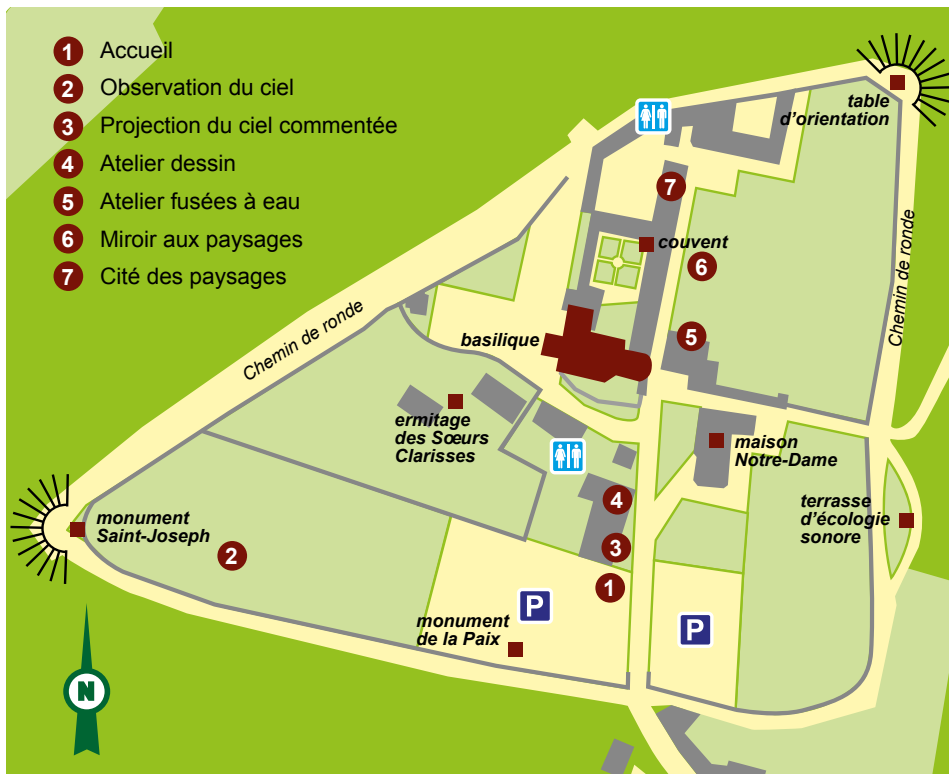 1 Accueil
2 Observation du ciel
3 Projection du ciel commentée
4 Atelier dessin
5 Atelier fusées à eau
6 Miroir aux paysages
7 Cité des paysages
table
d'orientation
7
couvent
6
Chemin de ronde
Chemin de ronde
basilique
5
ermitage
des Sœurs
Clarisses
maison
Notre-Dame
4
monument
Saint-Joseph
terrasse
d'écologie
sonore
2
3
1
P
P
monument
de la Paix
N